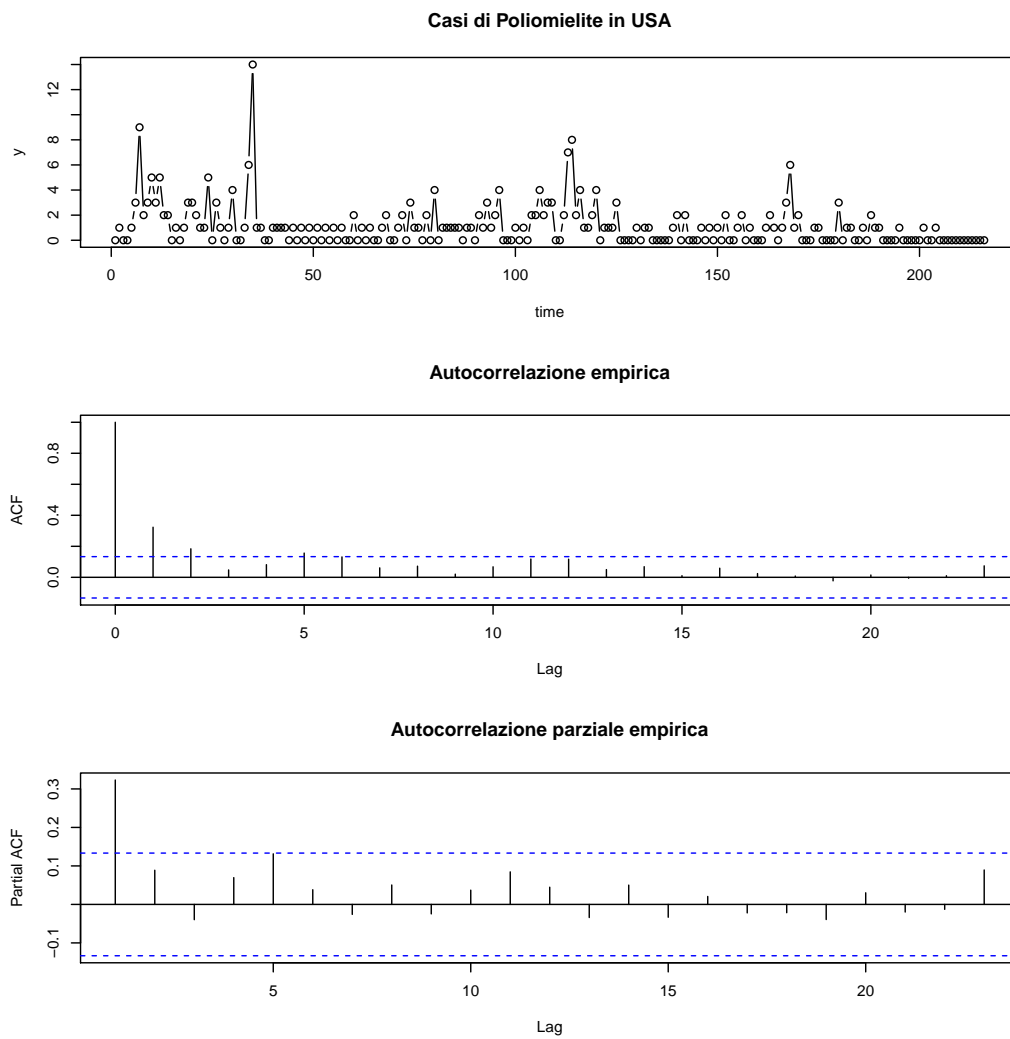 Casi di Poliomielite in USA
12
8
6
4
2
0
y
0 50 100 150 200
time
Autocorrelazione empirica
0.8
0.4
0.0
ACF
0 5 10 15 20
Lag
Autocorrelazione parziale empirica
0.3
0.2
0.1
−0.1
Partial ACF
5 10 15 20
Lag